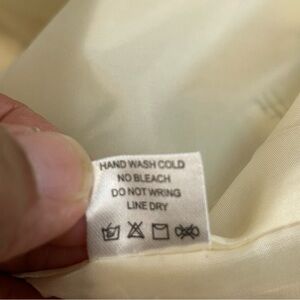 HAND WASH COLD
NO BLEACH
DO NOT WRING
LINE DRY